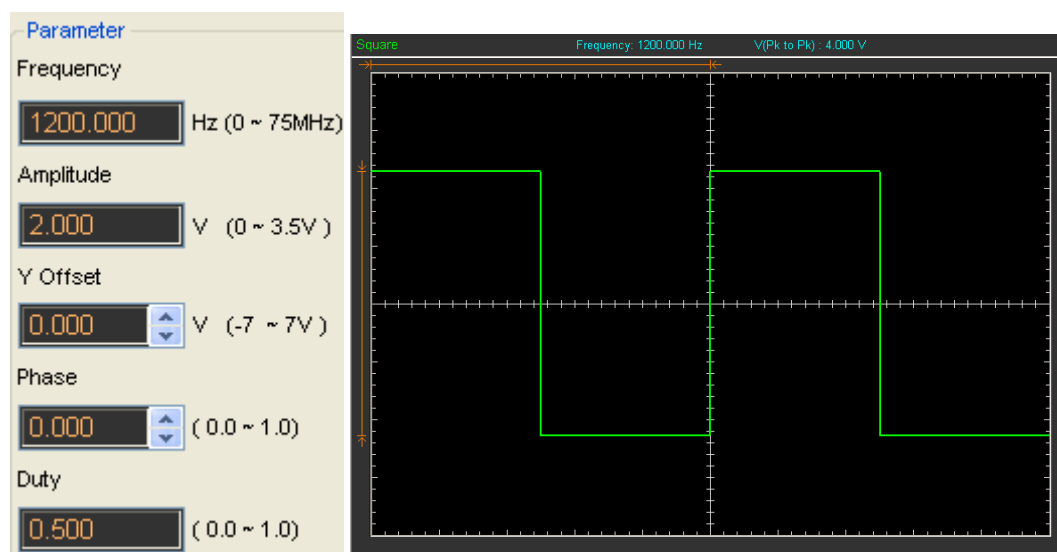 Parameter
Frequency
1200.000 Hz (0 ~ 75MHz)
Amplitude
2.000 V (0 ~ 3.5V )
Y Offset
0.000 V (-7 ~ 7V )
Phase
0.000 ( 0.0 ~ 1.0)
Duty
0.500 ( 0.0 ~ 1.0)
Square Frequency: 1200.000 Hz V(Pk to Pk) : 4.000 V